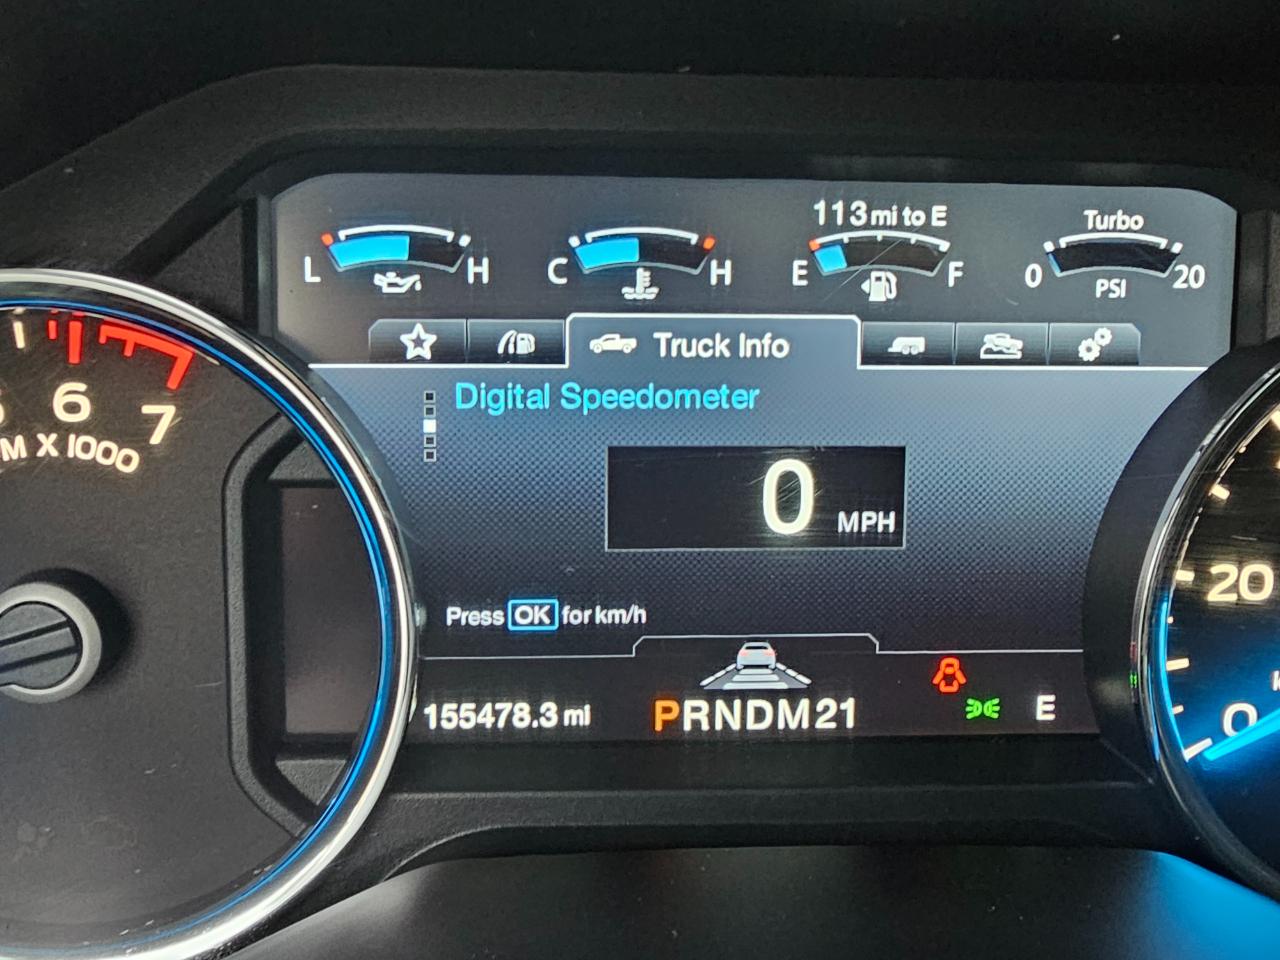 113 mi to E
Turbo
L H
C H
E F
0 20
PSI
Truck Info
Digital Speedometer
6
7
X 1000
0 MPH
Press OK for km/h
20
0
155478.3 mi
PRNDM21
E